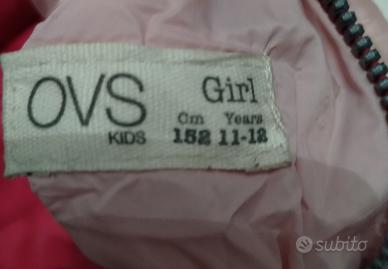 OVS
KIDS
Girl
Cm Years
152 11-12
subito